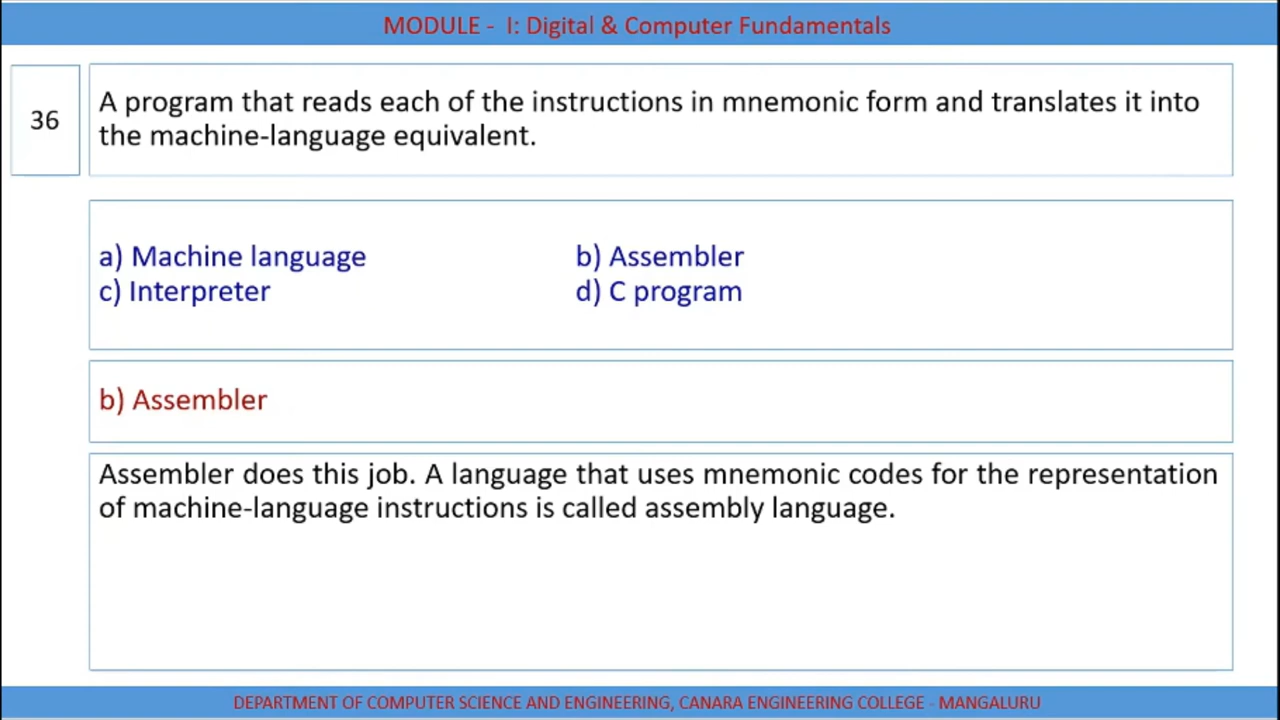 MODULE -  I: Digital & Computer Fundamentals
36
A program that reads each of the instructions in mnemonic form and translates it into
the machine-language equivalent.
a) Machine language b) Assembler
c) Interpreter d) C program
b) Assembler
Assembler does this job. A language that uses mnemonic codes for the representation
of machine-language instructions is called assembly language.
DEPARTMENT OF COMPUTER SCIENCE AND ENGINEERING, CANARA ENGINEERING COLLEGE - MANGALURU